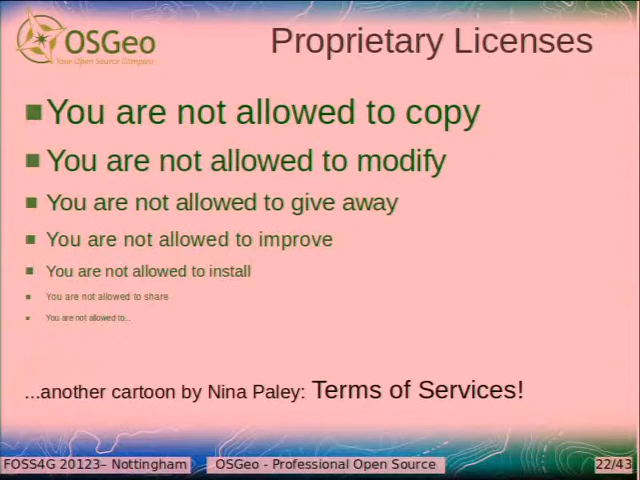 OSGeo
Your Open Source Compass
Proprietary Licenses
You are not allowed to copy
You are not allowed to modify
You are not allowed to give away
You are not allowed to improve
You are not allowed to install
You are not allowed to share
You are not allowed to...
...another cartoon by Nina Paley: Terms of Services!
FOSS4G 20123– Nottingham
OSGeo - Professional Open Source
22/43